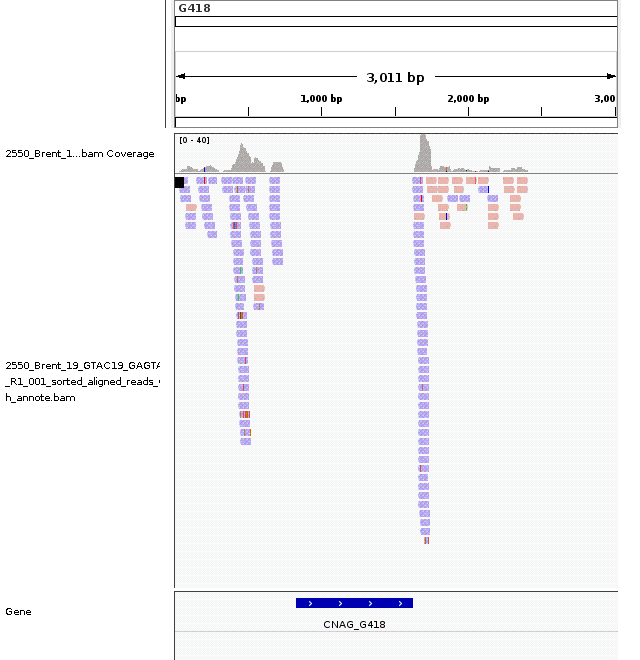 G418
3,011 bp
bp 1,000 bp 2,000 bp 3,00
[0 - 40]
2550_Brent_1...bam Coverage
2550_Brent_19_GTAC19_GAGTA
_R1_001_sorted_aligned_reads_
h_annote.bam
Gene
CNAG_G418